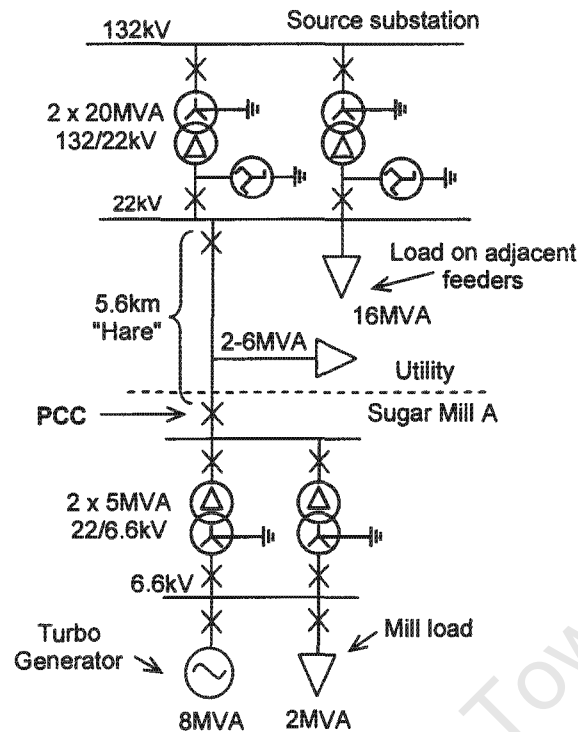 132kV
Source substation
2 x 20MVA
132/22kV
22kV
Load on adjacent
feeders
16MVA
5.6km
"Hare"
2-6MVA
Utility
PCC
Sugar Mill A
2 x 5MVA
22/6.6kV
6.6kV
Turbo
Generator
Mill load
8MVA
2MVA
Tow